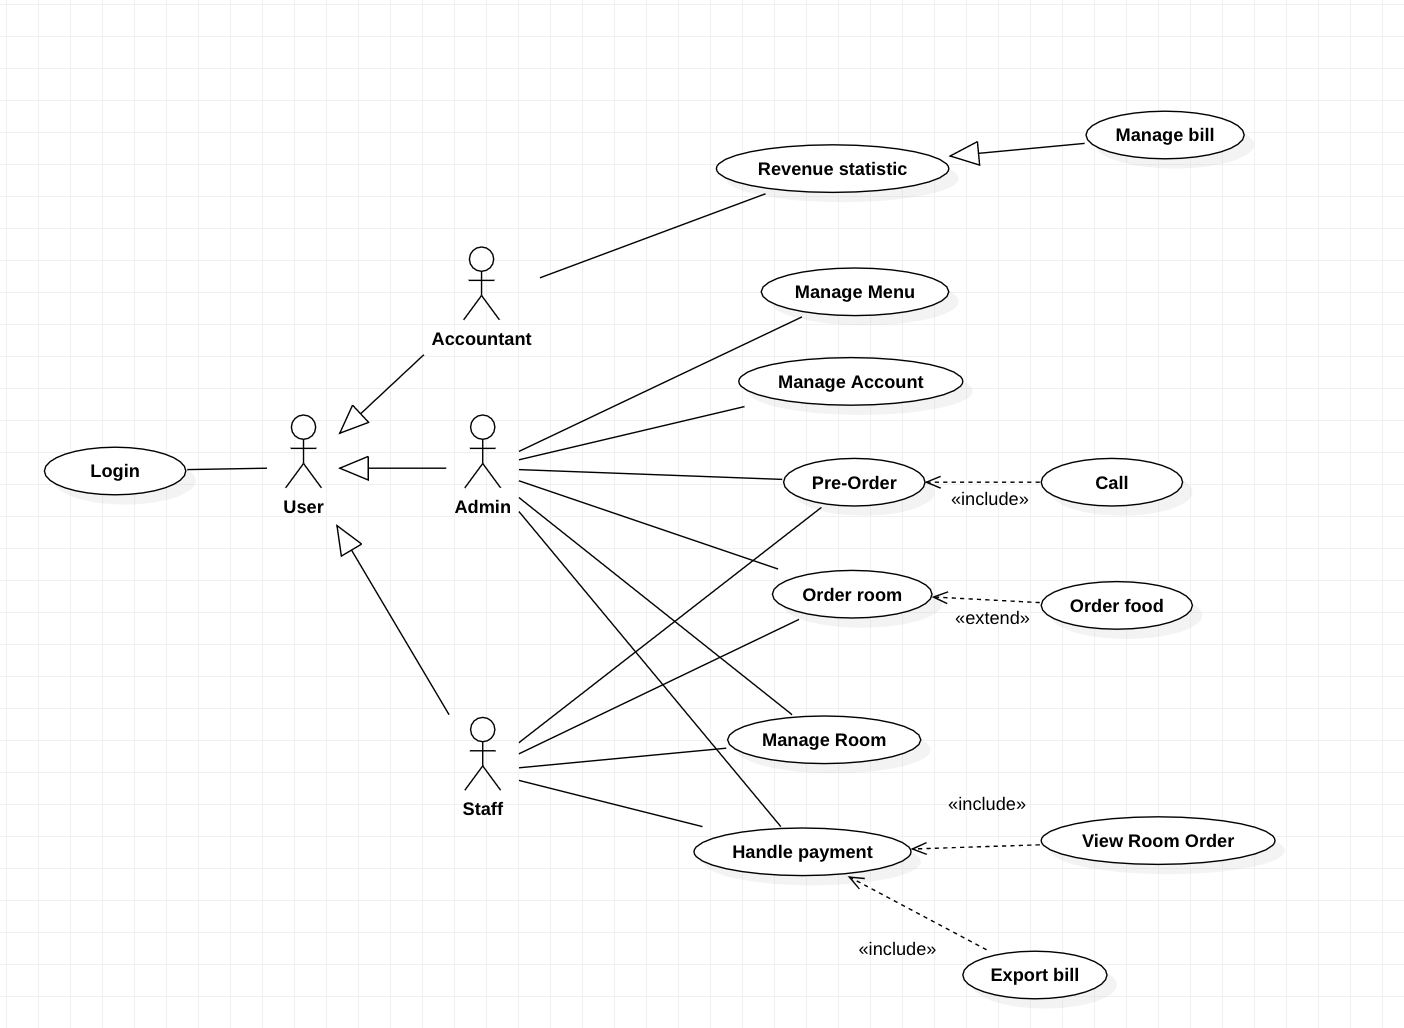 Manage bill
Revenue statistic
Manage Menu
Accountant
Manage Account
Login
User
Admin
Pre-Order
«include»
Call
Order room
«extend»
Order food
Manage Room
Staff
«include»
Handle payment
View Room Order
«include»
Export bill